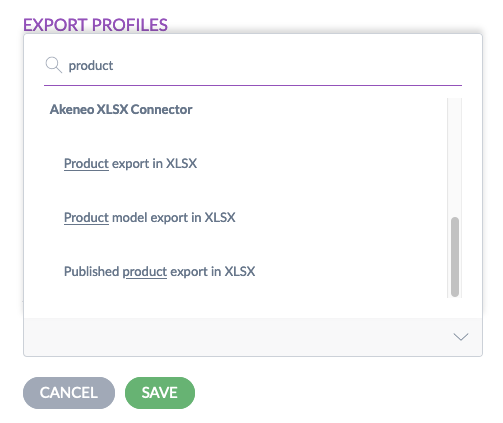 EXPORT PROFILES
product
Akeneo XLSX Connector
Product export in XLSX
Product model export in XLSX
Published product export in XLSX
CANCEL
SAVE